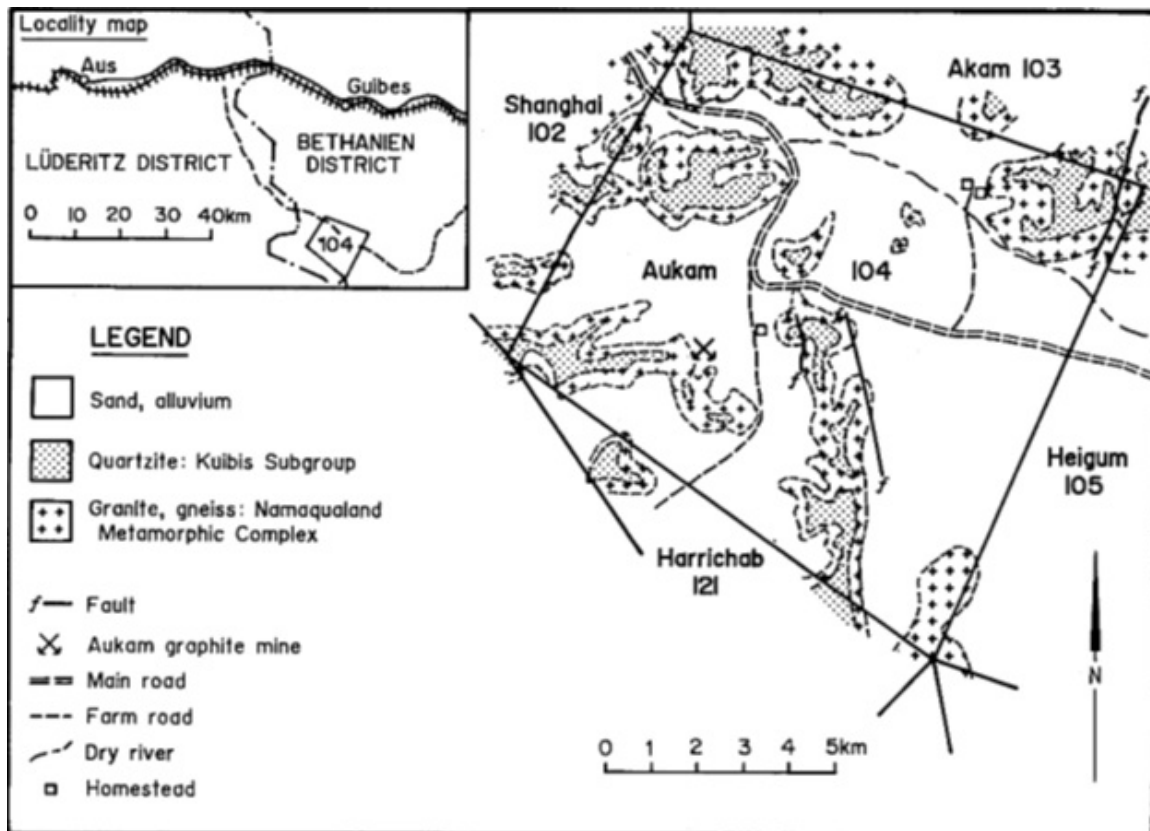 Locality map
Aus
Guibes
LÜDERITZ DISTRICT
BETHANIEN
DISTRICT
0 10 20 30 40km
104
LEGEND
Sand, alluvium
Quartzite: Kuibis Subgroup
Granite, gneiss: Namaqualand
Metamorphic Complex
f Fault
Aukam graphite mine
Main road
Farm road
Dry river
Homestead
Shanghai
102
Akam 103
f
f
Aukam
104
f
f
Heigum
105
Harrichab
121
0 1 2 3 4 5km
N